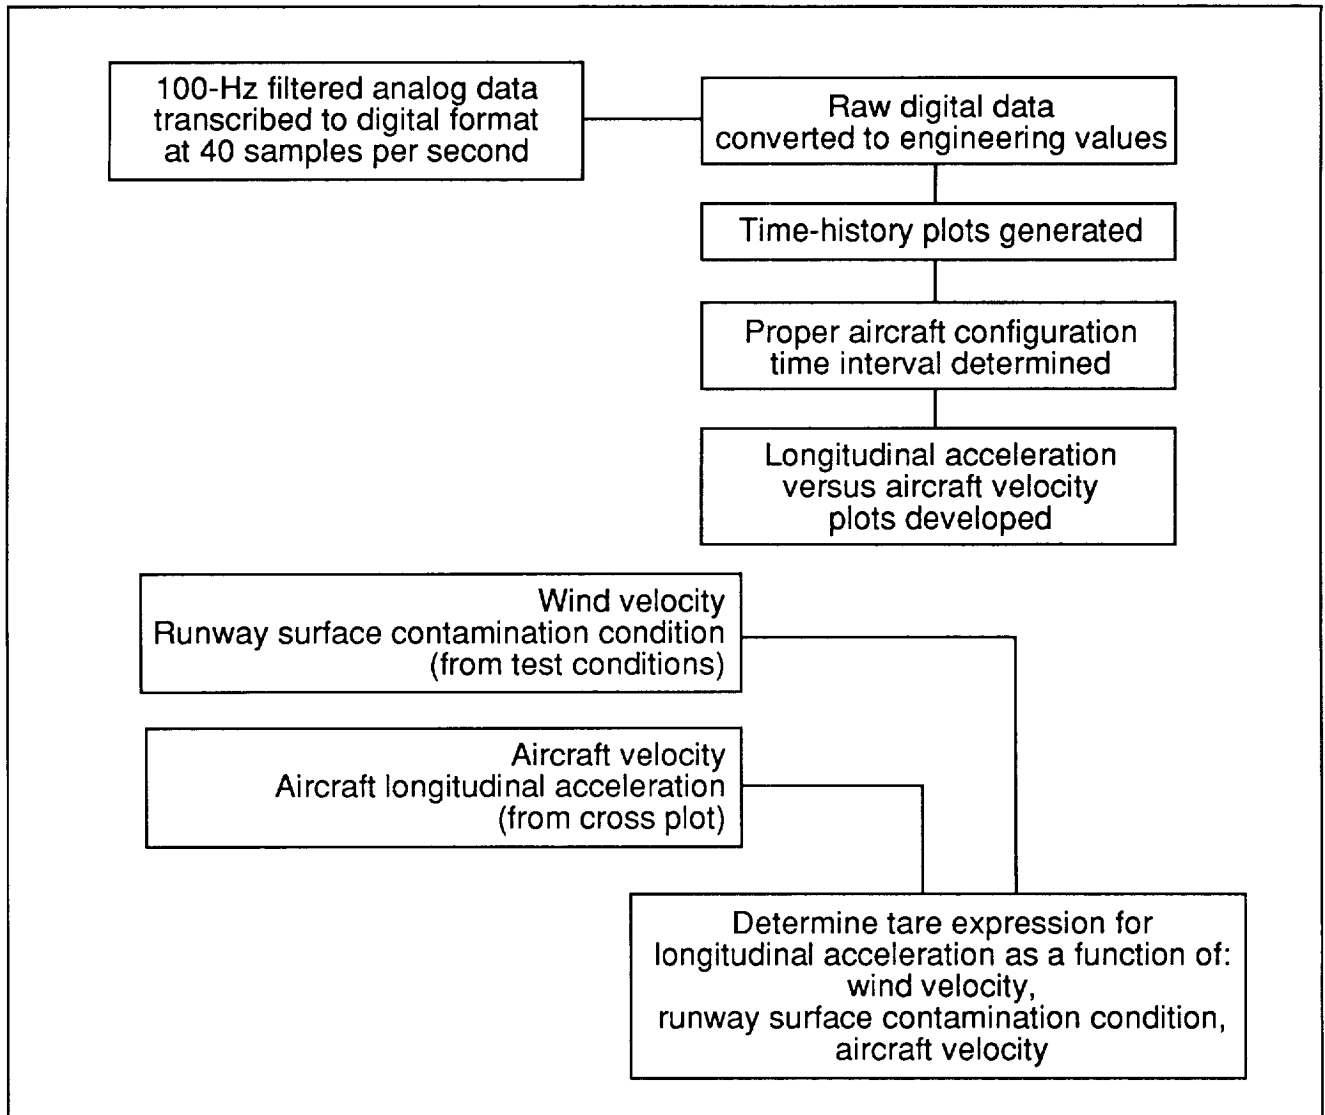 100-Hz filtered analog data
transcribed to digital format
at 40 samples per second
Raw digital data
converted to engineering values
Time-history plots generated
Proper aircraft configuration
time interval determined
Longitudinal acceleration
versus aircraft velocity
plots developed
Wind velocity
Runway surface contamination condition
(from test conditions)
Aircraft velocity
Aircraft longitudinal acceleration
(from cross plot)
Determine tare expression for
longitudinal acceleration as a function of:
wind velocity,
runway surface contamination condition,
aircraft velocity